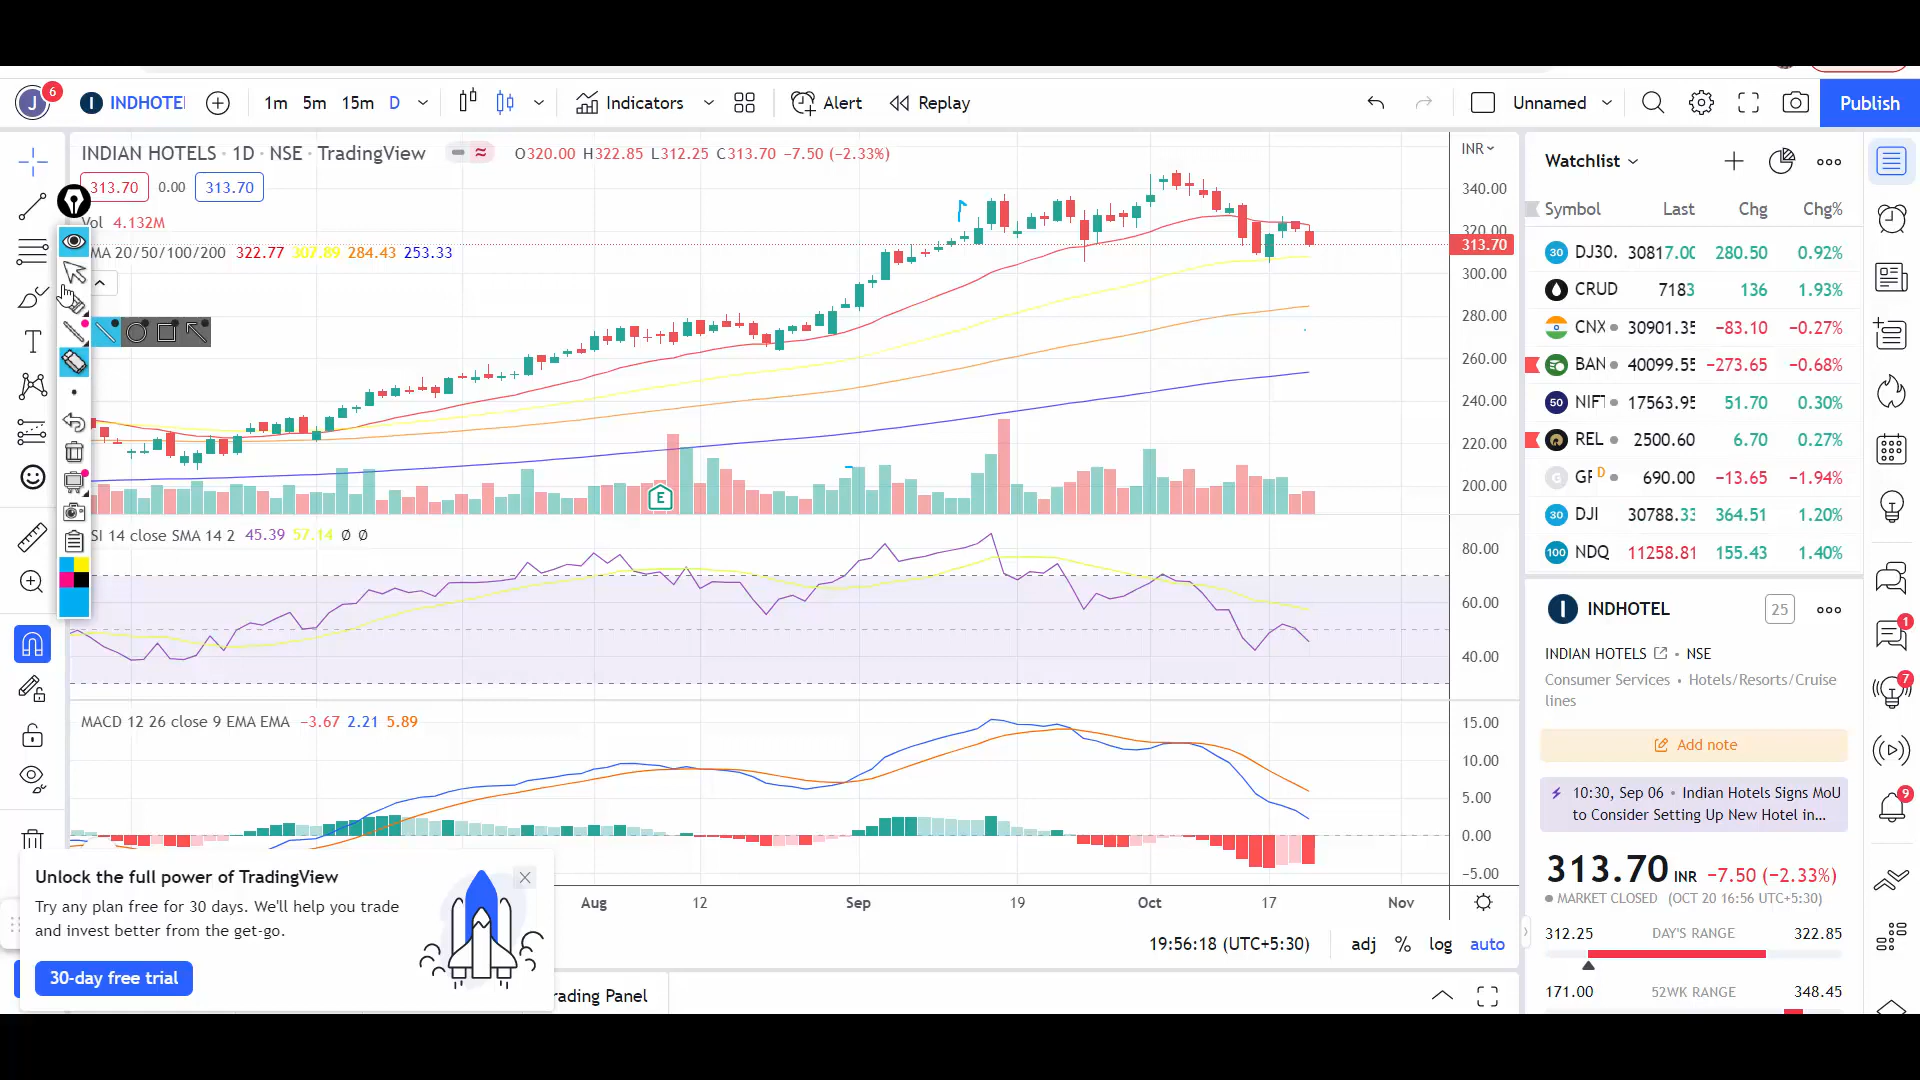 J 6 INDHOTEL 1m 5m 15m D Indicators Alert Replay Unnamed Publish
INDIAN HOTELS · 1D · NSE · TradingView O320.00 H322.85 L312.25 C313.70 −7.50 (−2.33%)
313.70 0.00 313.70
Vol 4.132M
MA 20/50/100/200 322.77 307.89 284.43 253.33
INR
340.00
320.00
313.70
300.00
280.00
260.00
240.00
220.00
200.00
E
SI 14 close SMA 14 2 45.39 57.14 Ø Ø
80.00
60.00
40.00
MACD 12 26 close 9 EMA EMA −3.67 2.21 5.89
15.00
10.00
5.00
0.00
−5.00
Aug 12 Sep 19 Oct 17 Nov
19:56:18 (UTC+5:30) adj % log auto
Unlock the full power of TradingView
Try any plan free for 30 days. We'll help you trade
and invest better from the get-go.
30-day free trial
rading Panel
Watchlist
Symbol Last Chg Chg%
30 DJ30. 30817.00 280.50 0.92%
CRUD 7183 136 1.93%
CNX 30901.35 −83.10 −0.27%
BAN 40099.55 −273.65 −0.68%
50 NIFT 17563.95 51.70 0.30%
REL 2500.60 6.70 0.27%
G GF D 690.00 −13.65 −1.94%
30 DJI 30788.33 364.51 1.20%
100 NDQ 11258.81 155.43 1.40%
I INDHOTEL 25
INDIAN HOTELS • NSE
Consumer Services • Hotels/Resorts/Cruise
lines
Add note
10:30, Sep 06 • Indian Hotels Signs MoU
to Consider Setting Up New Hotel in...
313.70 INR −7.50 (−2.33%)
MARKET CLOSED (OCT 20 16:56 UTC+5:30)
312.25 DAY'S RANGE 322.85
171.00 52WK RANGE 348.45
1
7
9